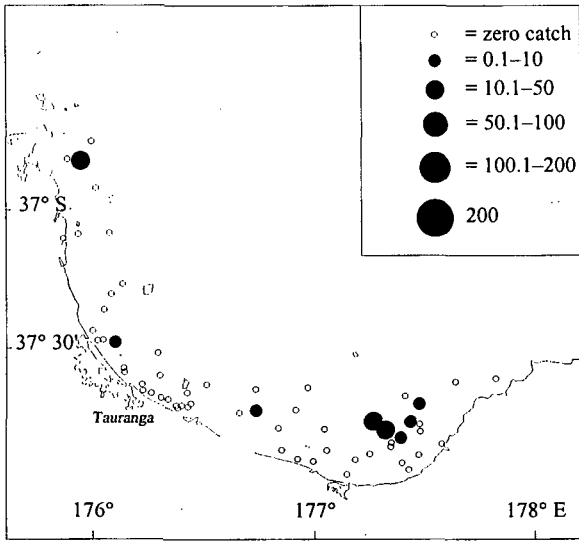 = zero catch
= 0.1–10
= 10.1–50
= 50.1–100
= 100.1–200
200
37° S
37° 30'
Tauranga
176°
177°
178° E